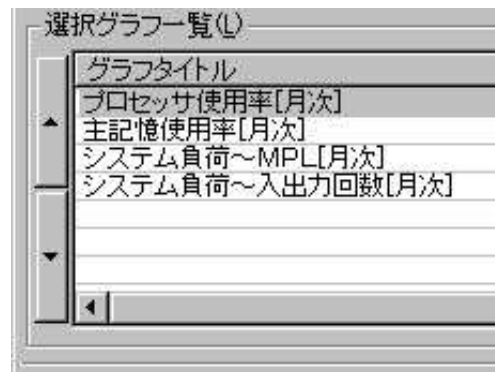 選択グラフ一覧(L)
グラフタイトル
プロセッサ使用率[月次]
主記憶使用率[月次]
システム負荷～MPL[月次]
システム負荷～入出力回数[月次]